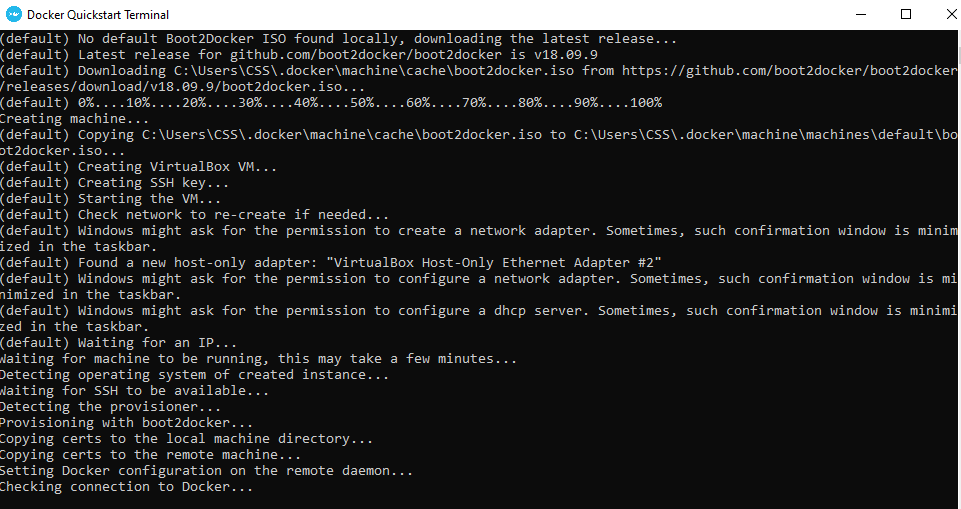 Docker Quickstart Terminal
(default) No default Boot2Docker ISO found locally, downloading the latest release...
(default) Latest release for github.com/boot2docker/boot2docker is v18.09.9
(default) Downloading C:\Users\CSS\.docker\machine\cache\boot2docker.iso from https://github.com/boot2docker/boot2docker
/releases/download/v18.09.9/boot2docker.iso...
(default) 0%....10%....20%....30%....40%....50%....60%....70%....80%....90%....100%
Creating machine...
(default) Copying C:\Users\CSS\.docker\machine\cache\boot2docker.iso to C:\Users\CSS\.docker\machine\machines\default\bo
ot2docker.iso...
(default) Creating VirtualBox VM...
(default) Creating SSH key...
(default) Starting the VM...
(default) Check network to re-create if needed...
(default) Windows might ask for the permission to create a network adapter. Sometimes, such confirmation window is minim
ized in the taskbar.
(default) Found a new host-only adapter: "VirtualBox Host-Only Ethernet Adapter #2"
(default) Windows might ask for the permission to configure a network adapter. Sometimes, such confirmation window is mi
nimized in the taskbar.
(default) Windows might ask for the permission to configure a dhcp server. Sometimes, such confirmation window is minimi
zed in the taskbar.
(default) Waiting for an IP...
Waiting for machine to be running, this may take a few minutes...
Detecting operating system of created instance...
Waiting for SSH to be available...
Detecting the provisioner...
Provisioning with boot2docker...
Copying certs to the local machine directory...
Copying certs to the remote machine...
Setting Docker configuration on the remote daemon...
Checking connection to Docker...